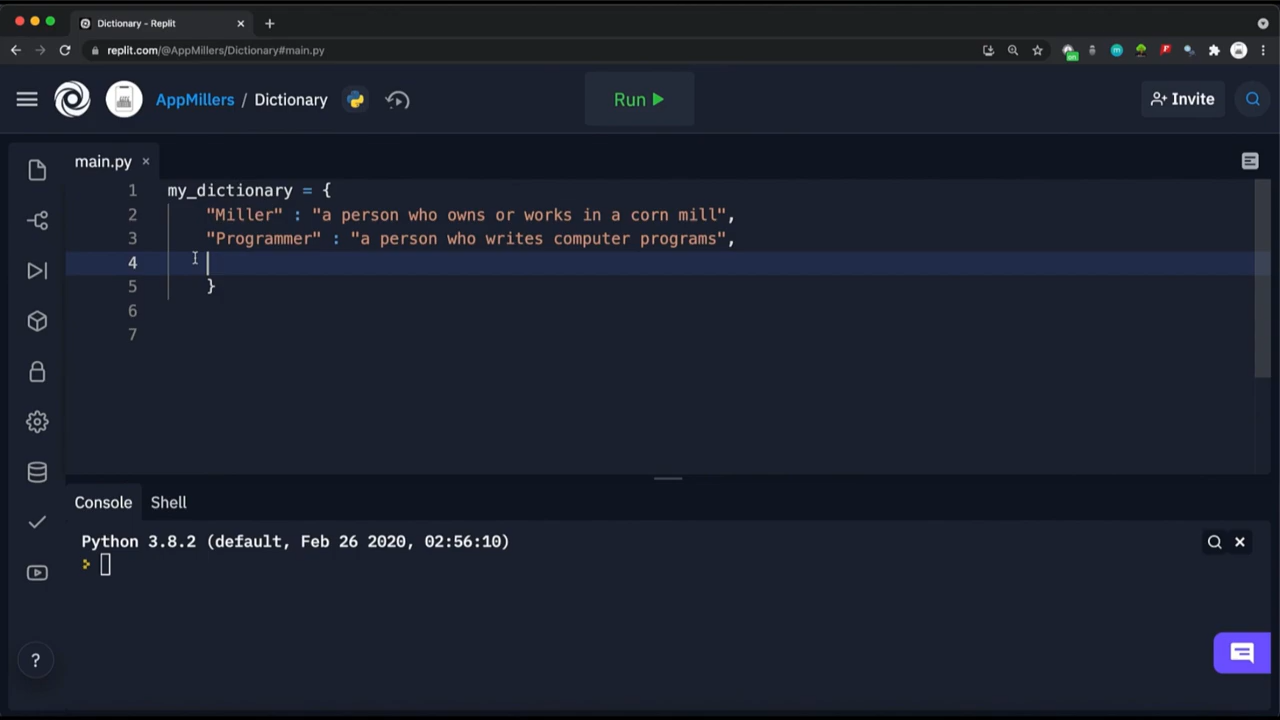 Dictionary - Replit
replit.com/@AppMillers/Dictionary#main.py
AppMillers / Dictionary
Run
Invite
main.py
1 my_dictionary = {
2 "Miller" : "a person who owns or works in a corn mill",
3 "Programmer" : "a person who writes computer programs",
4
5 }
6
7
Console Shell
Python 3.8.2 (default, Feb 26 2020, 02:56:10)
?